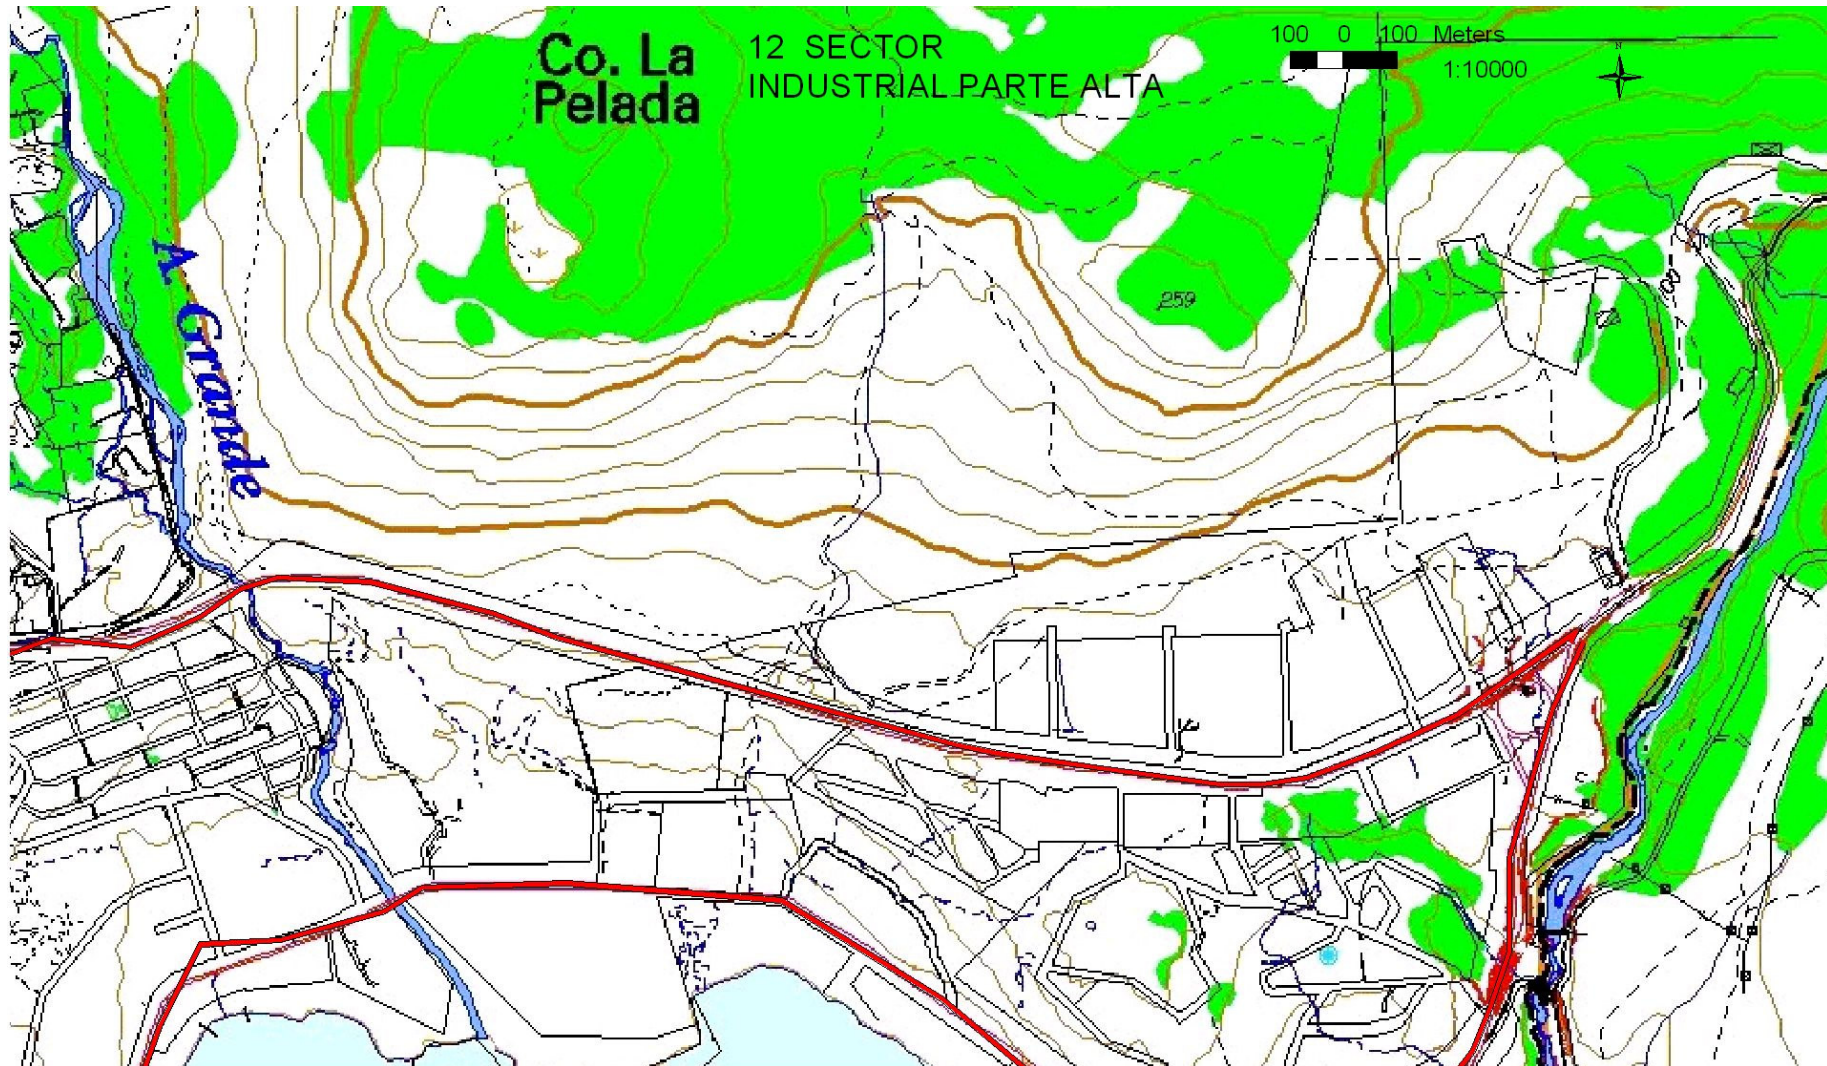 Co. La
Pelada
12 SECTOR
INDUSTRIAL PARTE ALTA
100 0 100 Meters
1:10000
N
A Grande
259